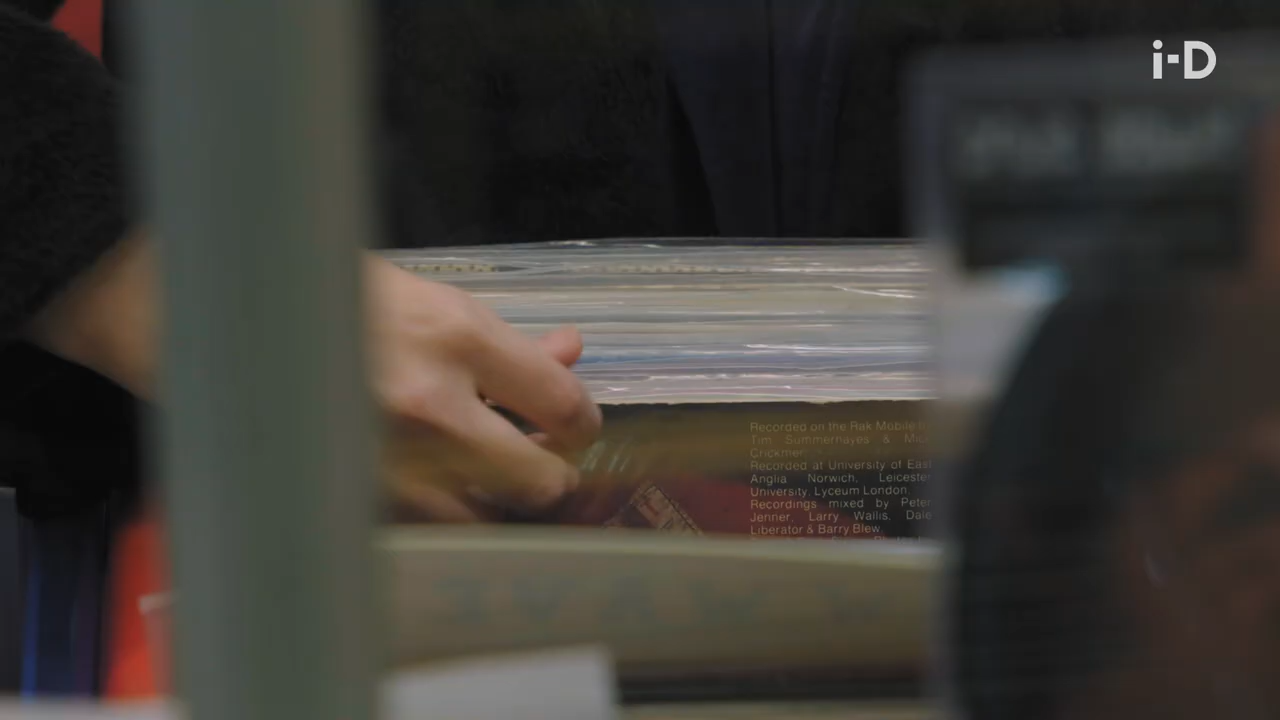 i-D
Recorded on the Rak Mobile
Tim Summerhayes & Mick
Crickmer
Recorded at University of East
Anglia Norwich, Leicester
University, Lyceum London,
Recordings mixed by Peter
Jenner, Larry Wallis, Dale
Liberator & Barry Blew.